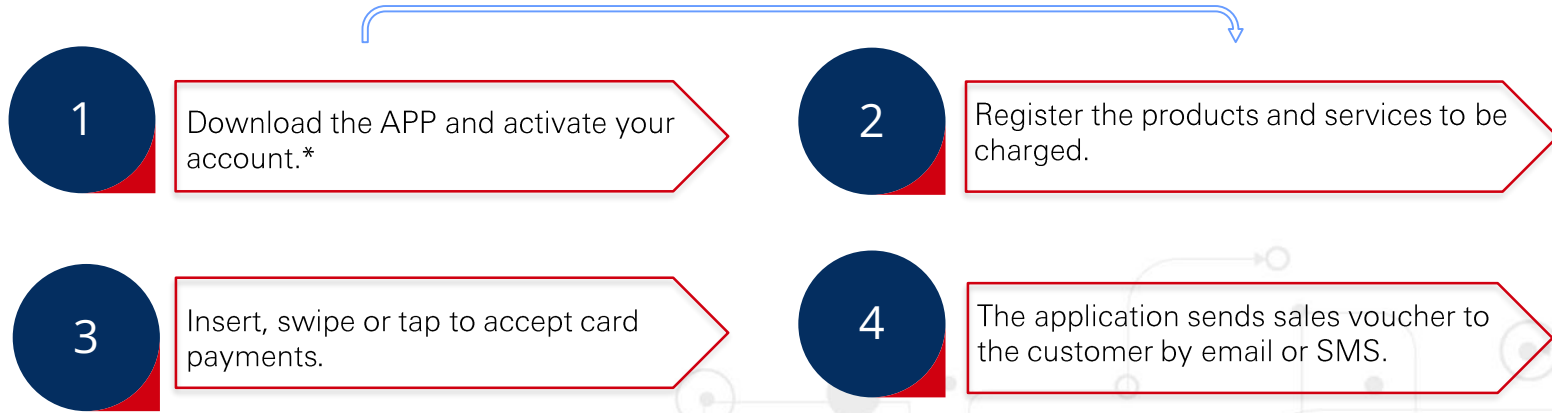 1
Download the APP and activate your
account.*
2
Register the products and services to be
charged.
3
Insert, swipe or tap to accept card
payments.
4
The application sends sales voucher to
the customer by email or SMS.